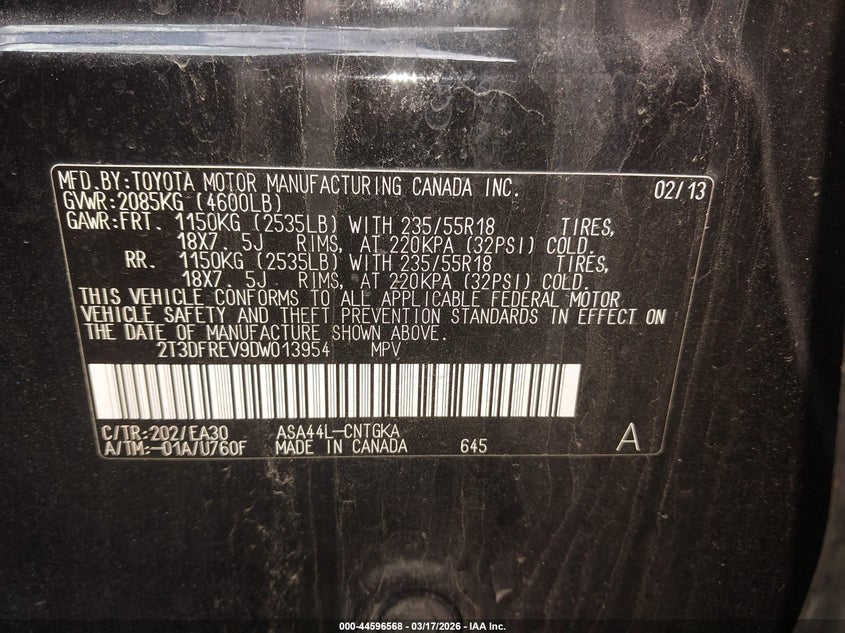 MFD. BY:TOYOTA MOTOR MANUFACTURING CANADA INC. 02/13
GVWR:2085KG (4600LB)
GAWR:FRT. 1150KG (2535LB) WITH 235/55R18 TIRES,
18X7. 5J RIMS, AT 220KPA (32PSI) COLD.
RR. 1150KG (2535LB) WITH 235/55R18 TIRES,
18X7. 5J RIMS, AT 220KPA (32PSI) COLD.
THIS VEHICLE CONFORMS TO ALL APPLICABLE FEDERAL MOTOR
VEHICLE SAFETY AND THEFT PREVENTION STANDARDS IN EFFECT ON
THE DATE OF MANUFACTURE SHOWN ABOVE.
2T3DFREV9DW013954 MPV
C/TR:202/EA30 ASA44L-CNTGKA
A/TM:-01A/U760F MADE IN CANADA 645 A
000-44596568 - 03/17/2026 - IAA Inc.